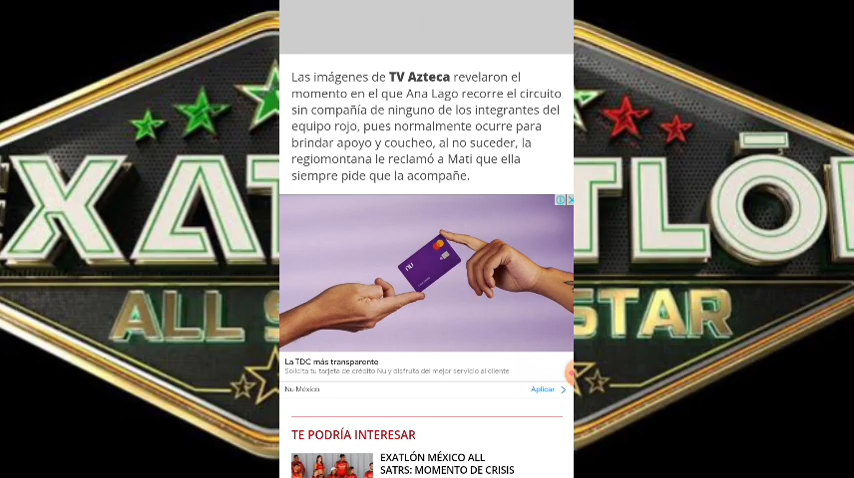 Las imágenes de TV Azteca revelaron el
momento en el que Ana Lago recorre el circuito
sin compañía de ninguno de los integrantes del
equipo rojo, pues normalmente ocurre para
brindar apoyo y coucheo, al no suceder, la
regiomontana le reclamó a Mati que ella
siempre pide que la acompañe.
EXAT
TLÓN
ALL S
STAR
nu
La TDC más transparente
Solicita tu tarjeta de crédito Nu y disfruta del mejor servicio al cliente
Nu México
Aplicar
TE PODRÍA INTERESAR
EXATLÓN MÉXICO ALL
SATRS: MOMENTO DE CRISIS